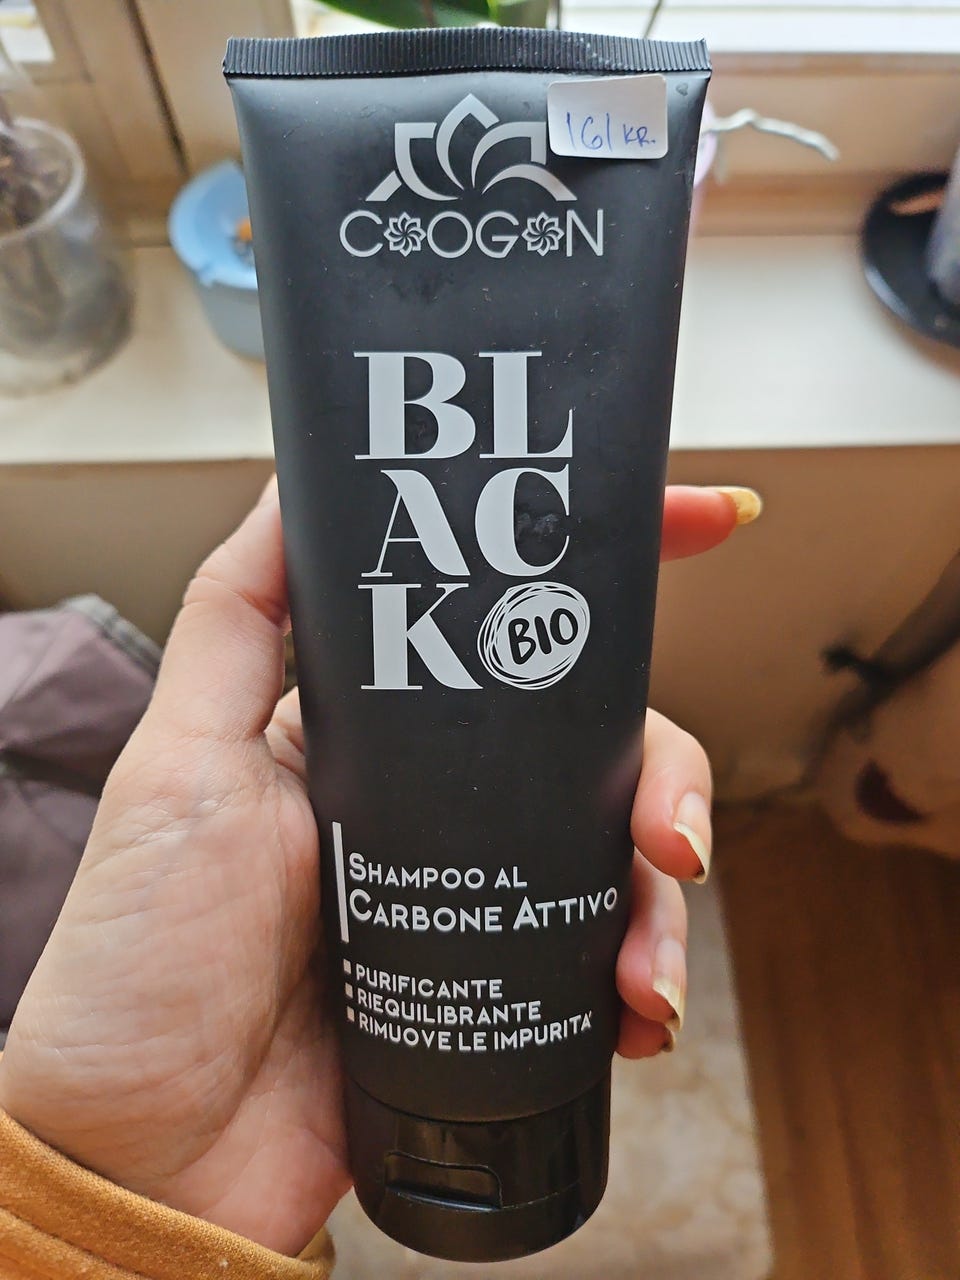 161 KR.
COOGON
BL
AC
K
BIO
SHAMPOO AL
CARBONE ATTIVO
PURIFICANTE
RIEQUILIBRANTE
RIMUOVE LE IMPURITA'